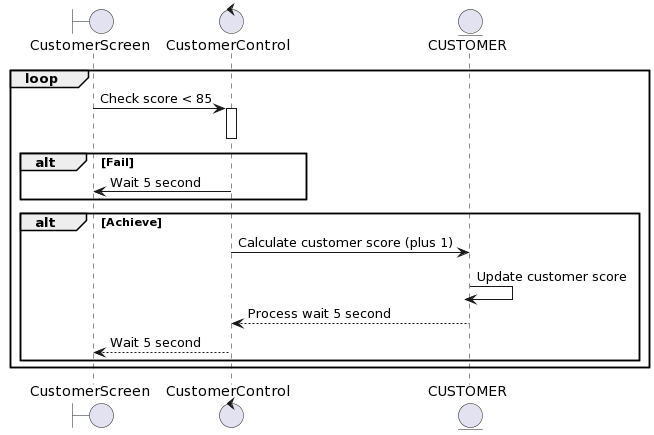 CustomerScreen CustomerControl CUSTOMER
loop
Check score < 85
alt [Fail]
Wait 5 second
alt [Achieve]
Calculate customer score (plus 1)
Update customer score
Process wait 5 second
Wait 5 second
CustomerScreen CustomerControl CUSTOMER